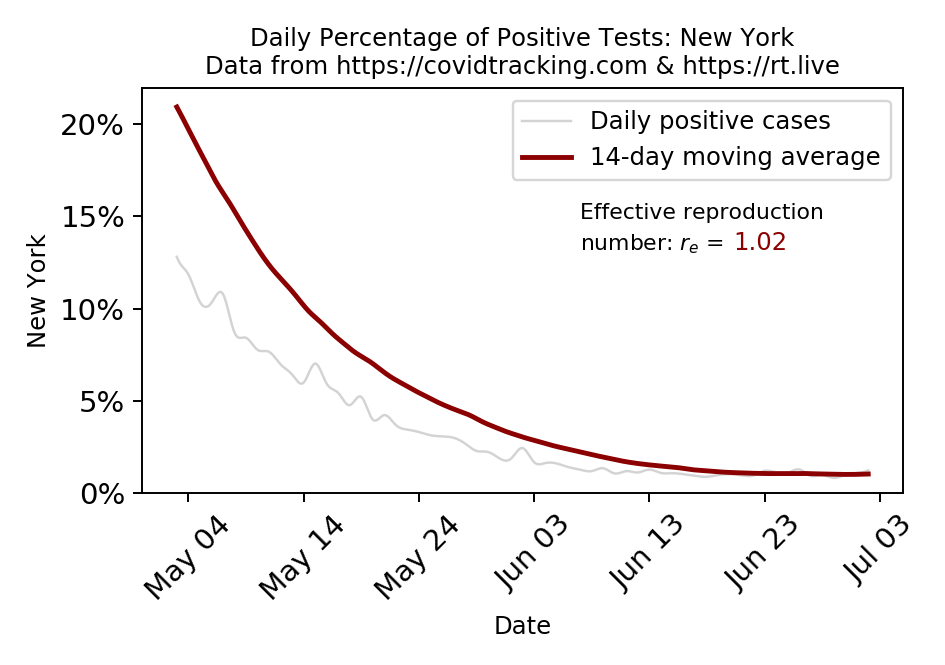 Daily Percentage of Positive Tests: New York
Data from https://covidtracking.com & https://rt.live
Daily positive cases
14-day moving average
Effective reproduction
number: rₑ = 1.02
New York
20%
15%
10%
5%
0%
May 04
May 14
May 24
Jun 03
Jun 13
Jun 23
Jul 03
Date